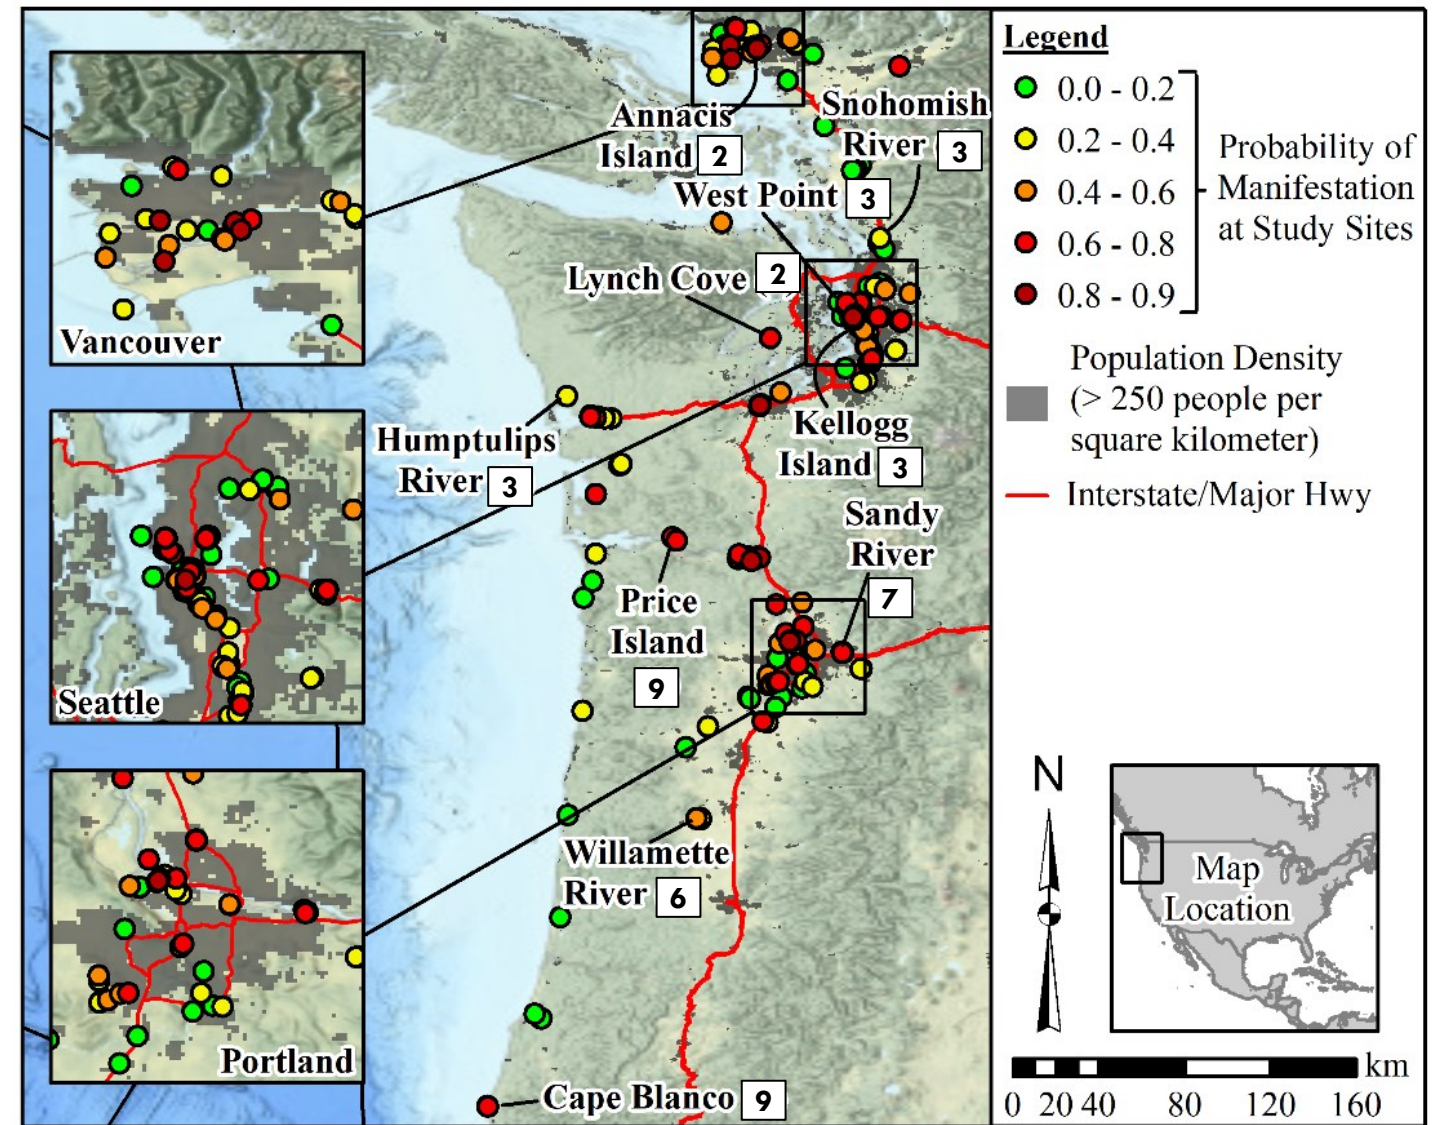 Annacis
Island 2
Snohomish
River 3
West Point 3
Lynch Cove 2
Vancouver
Humptulips
River 3
Kellogg
Island 3
Sandy
River
7
Price
Island
9
Seattle
Willamette
River 6
Portland
Cape Blanco 9
Legend
0.0 - 0.2
0.2 - 0.4
0.4 - 0.6
0.6 - 0.8
0.8 - 0.9
Probability of
Manifestation
at Study Sites
Population Density
(> 250 people per
square kilometer)
Interstate/Major Hwy
N
Map
Location
km
0 20 40 80 120 160